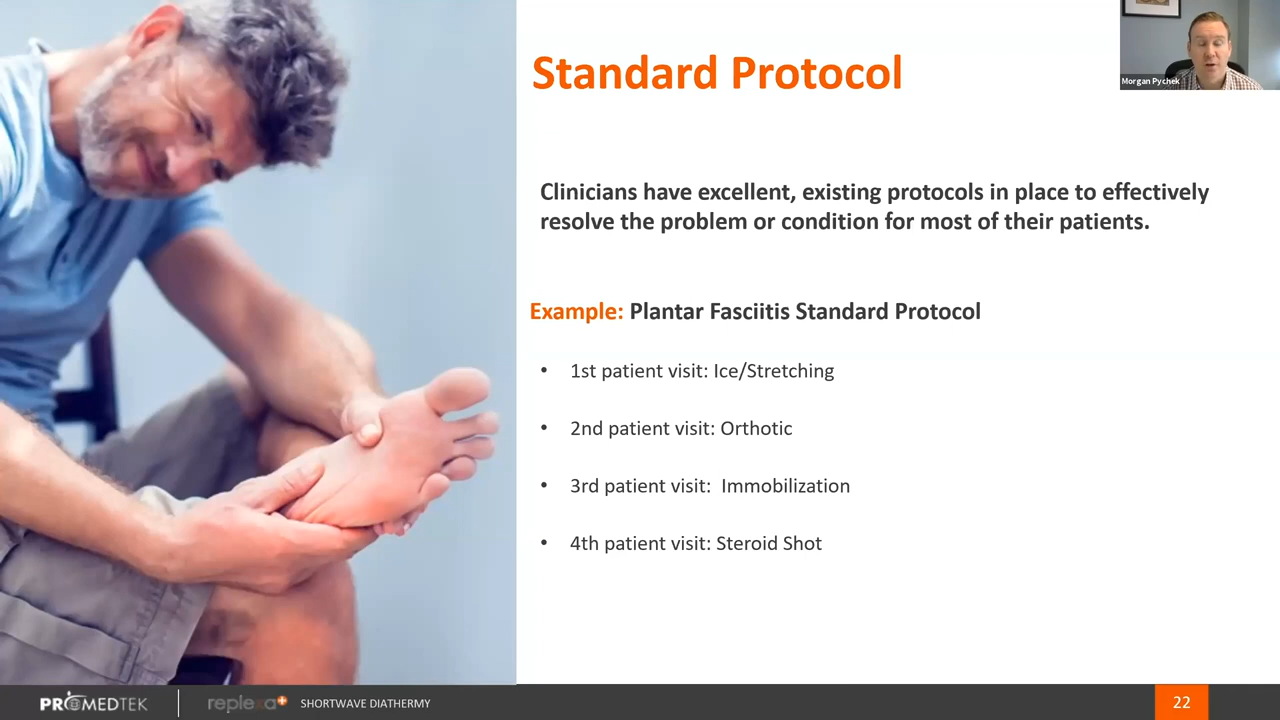 Standard Protocol
Morgan Pychek
Clinicians have excellent, existing protocols in place to effectively
resolve the problem or condition for most of their patients.
Example: Plantar Fasciitis Standard Protocol
• 1st patient visit: Ice/Stretching
• 2nd patient visit: Orthotic
• 3rd patient visit: Immobilization
• 4th patient visit: Steroid Shot
PROMEDTEK
replexa
SHORTWAVE DIATHERMY
22